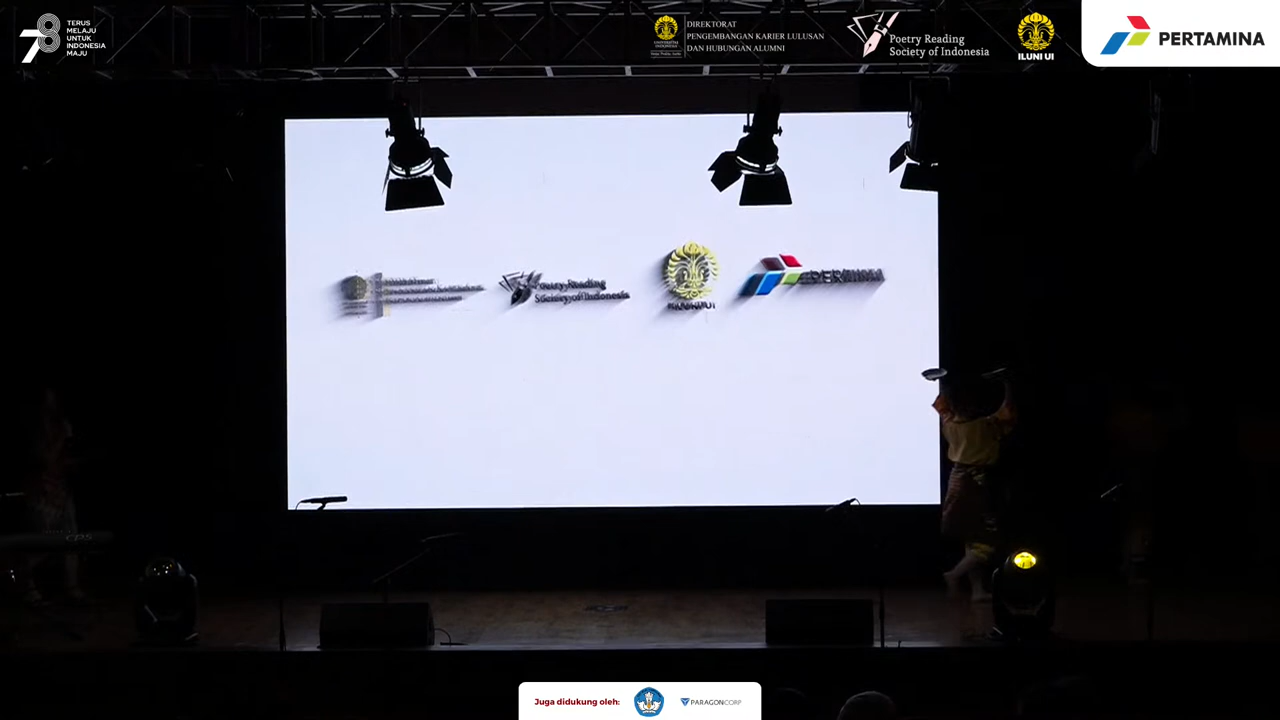 78
TERUS
MELAJU
UNTUK
INDONESIA
MAJU
DIREKTORAT
PENGEMBANGAN KARIER LULUSAN
DAN HUBUNGAN ALUMNI
Poetry Reading
Society of Indonesia
ILUNI UI
PERTAMINA
Poetry Reading
Society of Indonesia
Juga didukung oleh:
PARAGONCORP